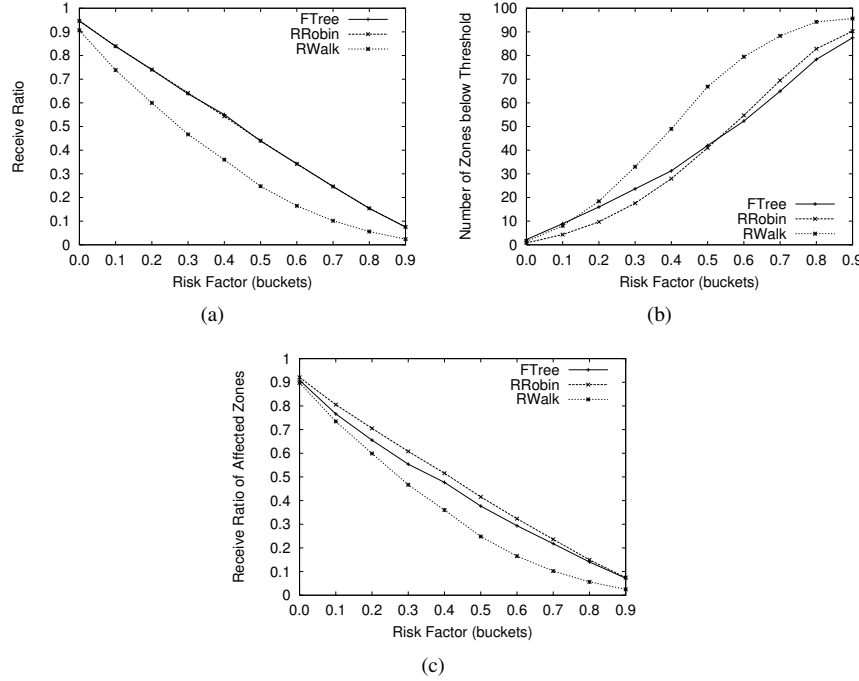 1
0.9
0.8
0.7
0.6
0.5
0.4
0.3
0.2
0.1
0
Receive Ratio
FTree
RRobin
RWalk
0.0 0.1 0.2 0.3 0.4 0.5 0.6 0.7 0.8 0.9
Risk Factor (buckets)
(a)
100
90
80
70
60
50
40
30
20
10
0
Number of Zones below Threshold
FTree
RRobin
RWalk
0.0 0.1 0.2 0.3 0.4 0.5 0.6 0.7 0.8 0.9
Risk Factor (buckets)
(b)
1
0.9
0.8
0.7
0.6
0.5
0.4
0.3
0.2
0.1
0
Receive Ratio of Affected Zones
FTree
RRobin
RWalk
0.0 0.1 0.2 0.3 0.4 0.5 0.6 0.7 0.8 0.9
Risk Factor (buckets)
(c)